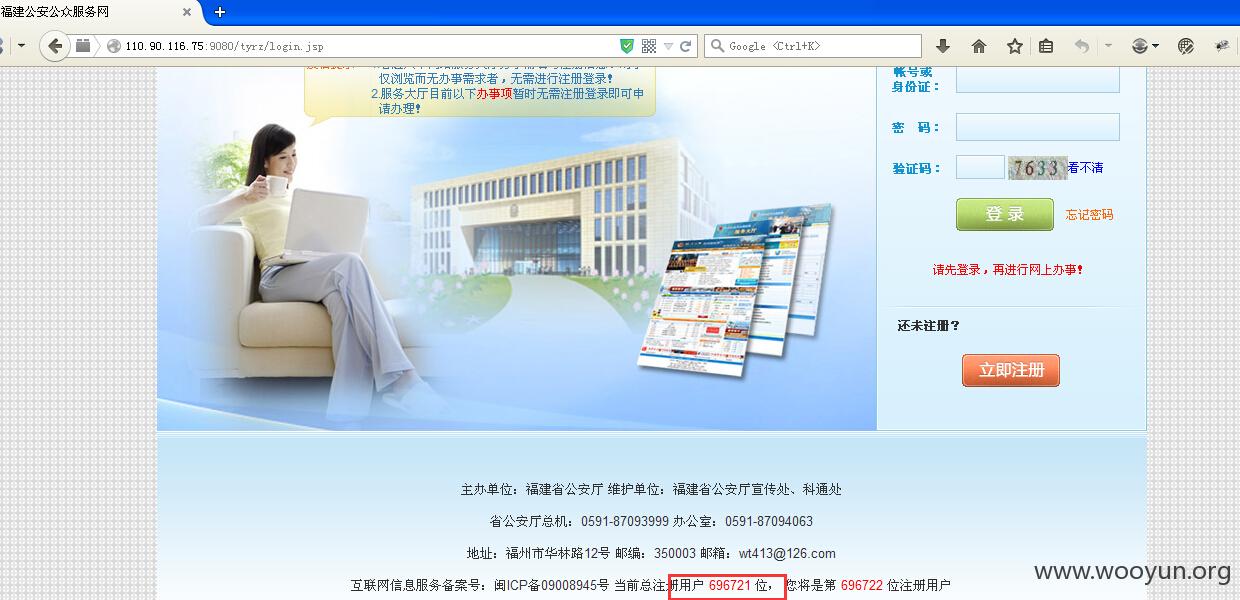 福建公安公众服务网
110.90.116.75:9080/tyrz/login.jsp
Google <Ctrl+K>
仅浏览而无办事需求者，无需进行注册登录！
2.服务大厅目前以下办事项暂时无需注册登录即可申
请办理！
帐号或
身份证：
密 码：
验证码：
7633
看不清
登 录
忘记密码
请先登录，再进行网上办事！
还未注册？
立即注册
主办单位：福建省公安厅 维护单位：福建省公安厅宣传处、科通处
省公安厅总机：0591-87093999 办公室：0591-87094063
地址：福州市华林路12号 邮编：350003 邮箱：wt413@126.com
互联网信息服务备案号：闽ICP备09008945号 当前总注册用户 696721 位， 您将是第 696722 位注册用户
www.wooyun.org